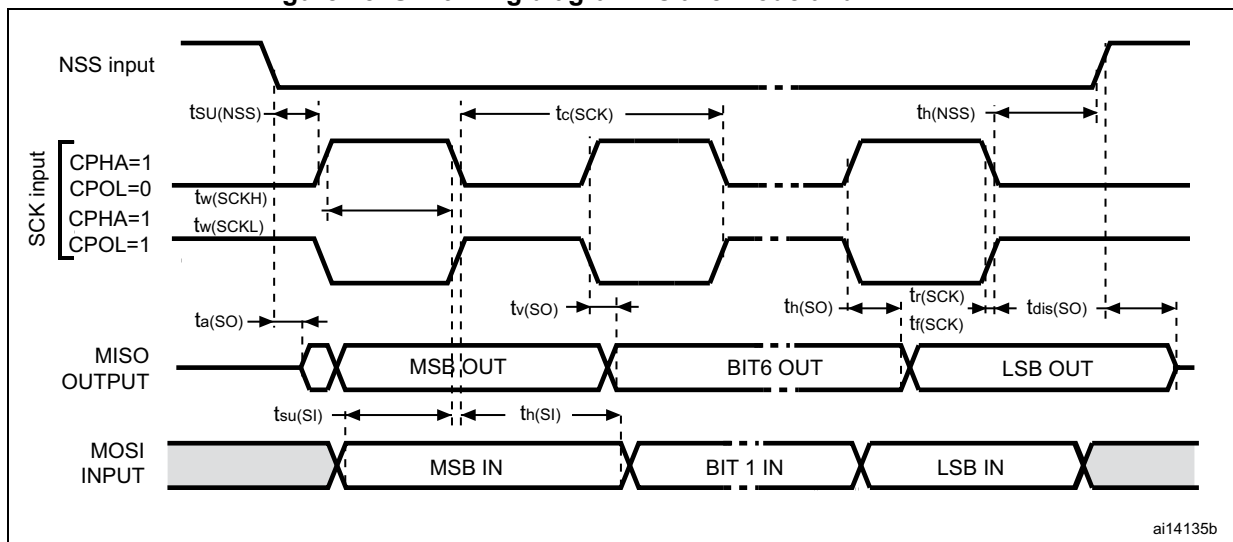 NSS input
tSU(NSS)
tc(SCK)
th(NSS)
SCK input
CPHA=1
CPOL=0
tw(SCKH)
CPHA=1
tw(SCKL)
CPOL=1
ta(SO)
tv(SO)
th(SO)
tr(SCK)
tf(SCK)
tdis(SO)
MISO
OUTPUT
MSB OUT
BIT6 OUT
LSB OUT
tsu(SI)
th(SI)
MOSI
INPUT
MSB IN
BIT 1 IN
LSB IN
ai14135b